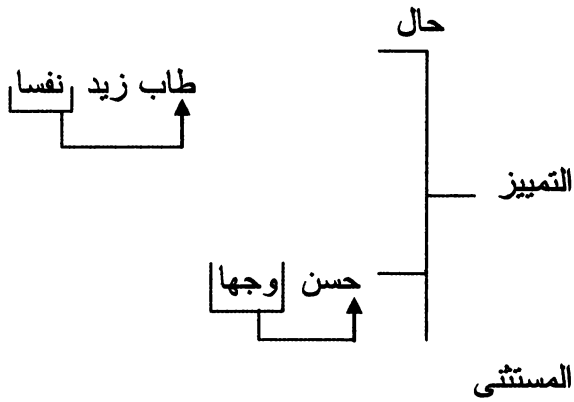 حال
طاب زيد نفسا
التمييز
حسن وجها
المستثنى